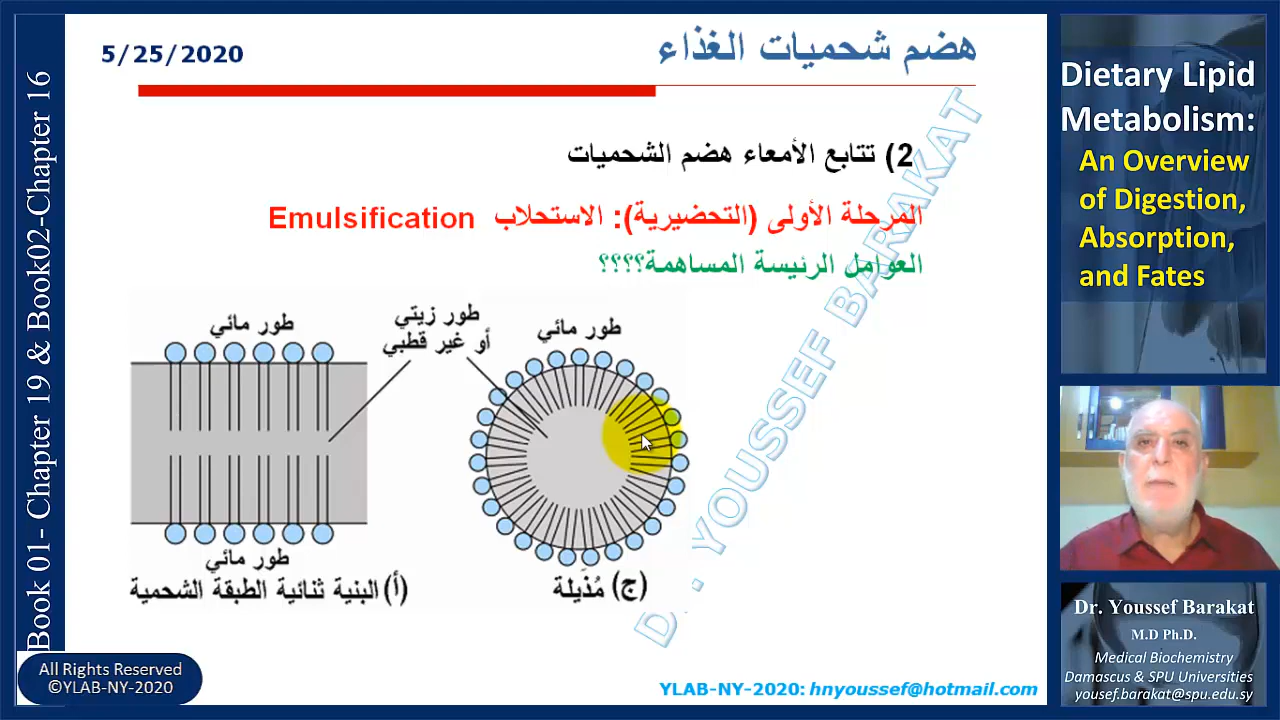 Book 01- Chapter 19 & Book02-Chapter 16
5/25/2020
هضم شحميات الغذاء
2) تتابع الأمعاء هضم الشحميات
المرحلة الأولى (التحضيرية): الاستحلاب Emulsification
العوامل الرئيسة المساهمة؟؟؟؟
طور مائي
طور زيتي
أو غير قطبي
طور مائي
طور مائي
(أ) البنية ثنائية الطبقة الشحمية
(ج) مُذَيلة
DR. YOUSSEF BARAKAT
All Rights Reserved
©YLAB-NY-2020
YLAB-NY-2020: hnyoussef@hotmail.com
Dietary Lipid
Metabolism:
An Overview
of Digestion,
Absorption,
and Fates
Dr. Youssef Barakat
M.D Ph.D.
Medical Biochemistry
Damascus & SPU Universities
yousef.barakat@spu.edu.sy